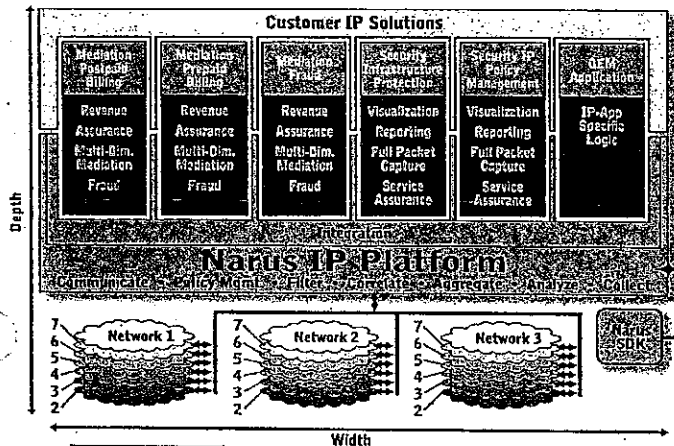 Customer IP Solutions
Mediation
Postpaid
Billing
Revenue
Assurance
Multi-Dim.
Mediation
Fraud
Mediation
Prepaid
Billing
Revenue
Assurance
Multi-Dim.
Mediation
Fraud
Mediation
Fraud
Revenue
Assurance
Multi-Dim.
Mediation
Fraud
Security
Infrastructure
Protection
Visualization
Reporting
Full Packet
Capture
Service
Assurance
Security IP
Policy
Management
Visualization
Reporting
Full Packet
Capture
Service
Assurance
OEM
Application
IP-App
Specific
Logic
Depth
Integration
Narus IP Platform
Communicate - Policy Mgmt - Filter - Correlates - Aggregate - Analyze - Collect
Network 1
7
6
5
4
3
2
Network 2
7
6
5
4
3
2
Network 3
7
6
5
4
3
2
Narus
SDK
Width